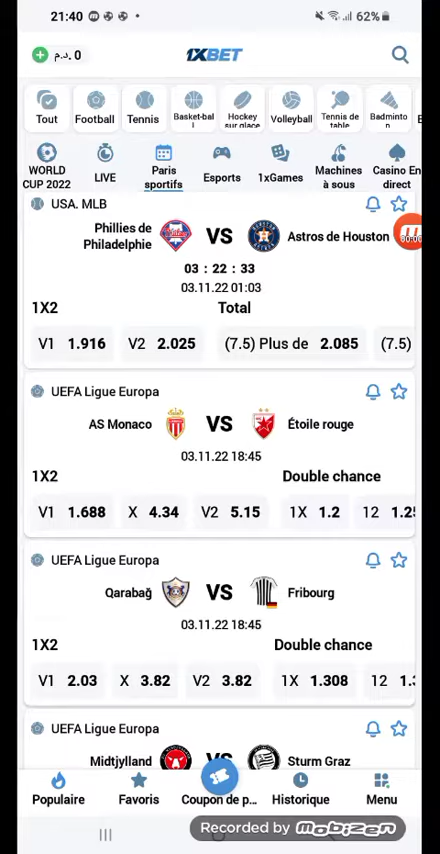 21:40 62%
د.م. 0 1XBET
Tout Football Tennis Basket-bal
l Hockey
sur glace Volleyball Tennis de
table Badminto
n
WORLD
CUP 2022 LIVE Paris
sportifs Esports 1xGames Machines
à sous Casino En
direct
USA. MLB
Phillies de
Philadelphie VS Astros de Houston
00:00
03 : 22 : 33
03.11.22 01:03
1X2 Total
V1 1.916 V2 2.025 (7.5) Plus de 2.085 (7.5)
UEFA Ligue Europa
AS Monaco VS Étoile rouge
03.11.22 18:45
1X2 Double chance
V1 1.688 X 4.34 V2 5.15 1X 1.2 12
UEFA Ligue Europa
Qarabağ VS Fribourg
03.11.22 18:45
1X2 Double chance
V1 2.03 X 3.82 V2 3.82 1X 1.308 12
UEFA Ligue Europa
Midtjylland VS Sturm Graz
Populaire Favoris Coupon de p... Historique Menu
Recorded by mobizen